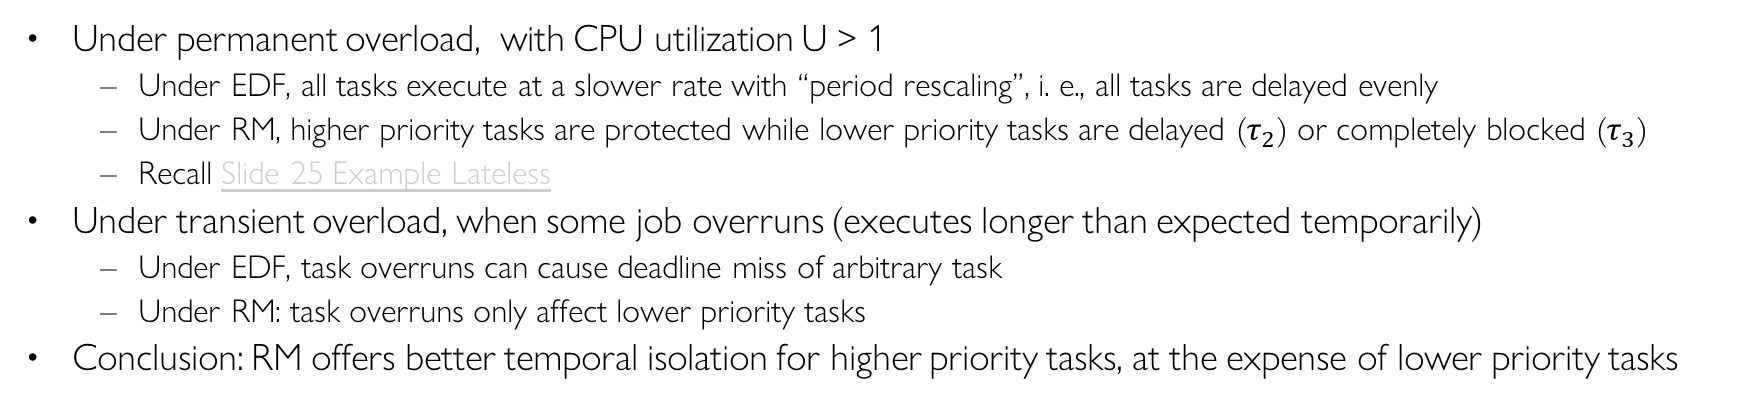 • Under permanent overload,  with CPU utilization U > 1
– Under EDF, all tasks execute at a slower rate with “period rescaling”, i. e., all tasks are delayed evenly
– Under RM, higher priority tasks are protected while lower priority tasks are delayed (τ₂) or completely blocked (τ₃)
– Recall Slide 25 Example Lateless
• Under transient overload, when some job overruns (executes longer than expected temporarily)
– Under EDF, task overruns can cause deadline miss of arbitrary task
– Under RM: task overruns only affect lower priority tasks
• Conclusion: RM offers better temporal isolation for higher priority tasks, at the expense of lower priority tasks